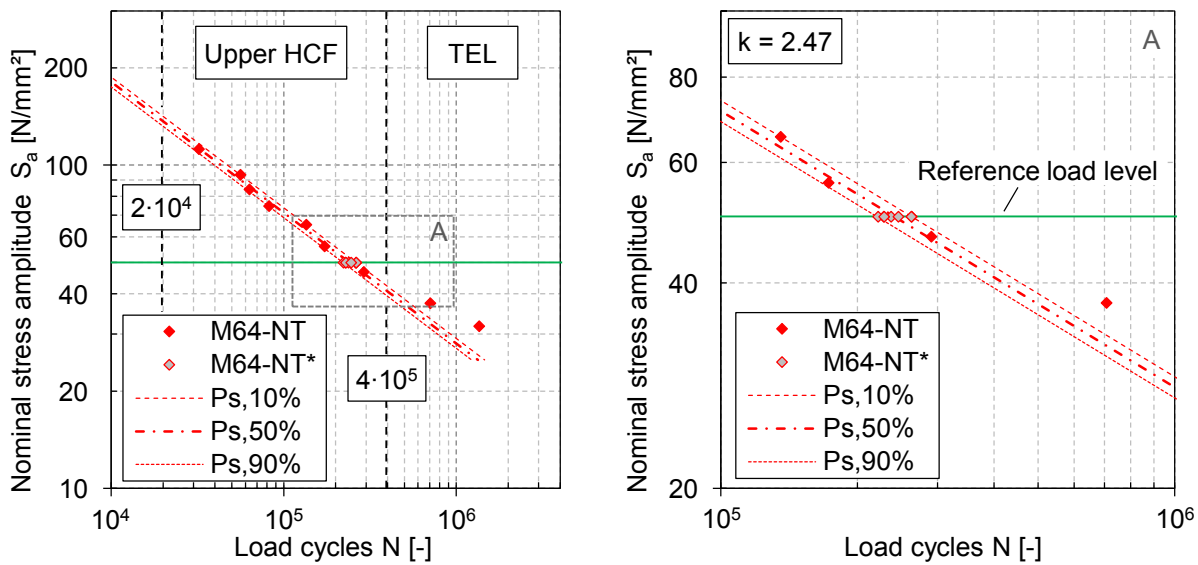 Nominal stress amplitude Sₐ [N/mm²]
200
100
60
40
20
10
Upper HCF
TEL
2·10⁴
A
4·10⁵
M64-NT
M64-NT*
Ps,10%
Ps,50%
Ps,90%
10⁴
10⁵
10⁶
Load cycles N [-]
Nominal stress amplitude Sₐ [N/mm²]
80
60
40
20
k = 2.47
A
Reference load level
M64-NT
M64-NT*
Ps,10%
Ps,50%
Ps,90%
10⁵
10⁶
Load cycles N [-]